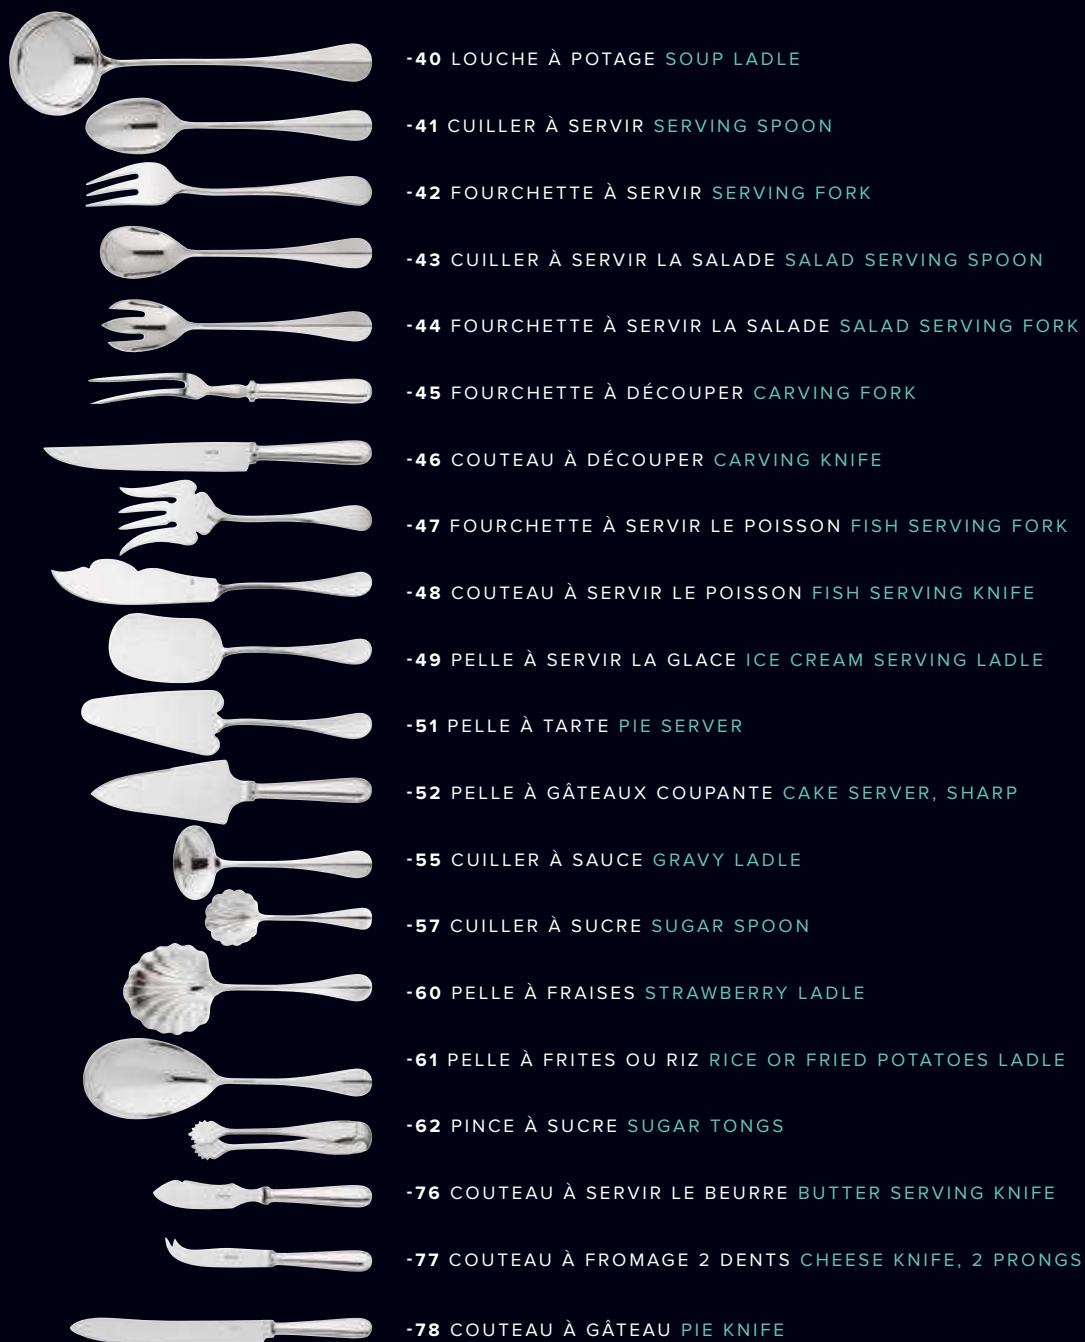 -40 LOUCHE À POTAGE SOUP LADLE
-41 CUILLER À SERVIR SERVING SPOON
-42 FOURCHETTE À SERVIR SERVING FORK
-43 CUILLER À SERVIR LA SALADE SALAD SERVING SPOON
-44 FOURCHETTE À SERVIR LA SALADE SALAD SERVING FORK
-45 FOURCHETTE À DÉCOUPER CARVING FORK
-46 COUTEAU À DÉCOUPER CARVING KNIFE
-47 FOURCHETTE À SERVIR LE POISSON FISH SERVING FORK
-48 COUTEAU À SERVIR LE POISSON FISH SERVING KNIFE
-49 PELLE À SERVIR LA GLACE ICE CREAM SERVING LADLE
-51 PELLE À TARTE PIE SERVER
-52 PELLE À GÂTEAUX COUPANTE CAKE SERVER, SHARP
-55 CUILLER À SAUCE GRAVY LADLE
-57 CUILLER À SUCRE SUGAR SPOON
-60 PELLE À FRAISES STRAWBERRY LADLE
-61 PELLE À FRITES OU RIZ RICE OR FRIED POTATOES LADLE
-62 PINCE À SUCRE SUGAR TONGS
-76 COUTEAU À SERVIR LE BEURRE BUTTER SERVING KNIFE
-77 COUTEAU À FROMAGE 2 DENTS CHEESE KNIFE, 2 PRONGS
-78 COUTEAU À GÂTEAU PIE KNIFE